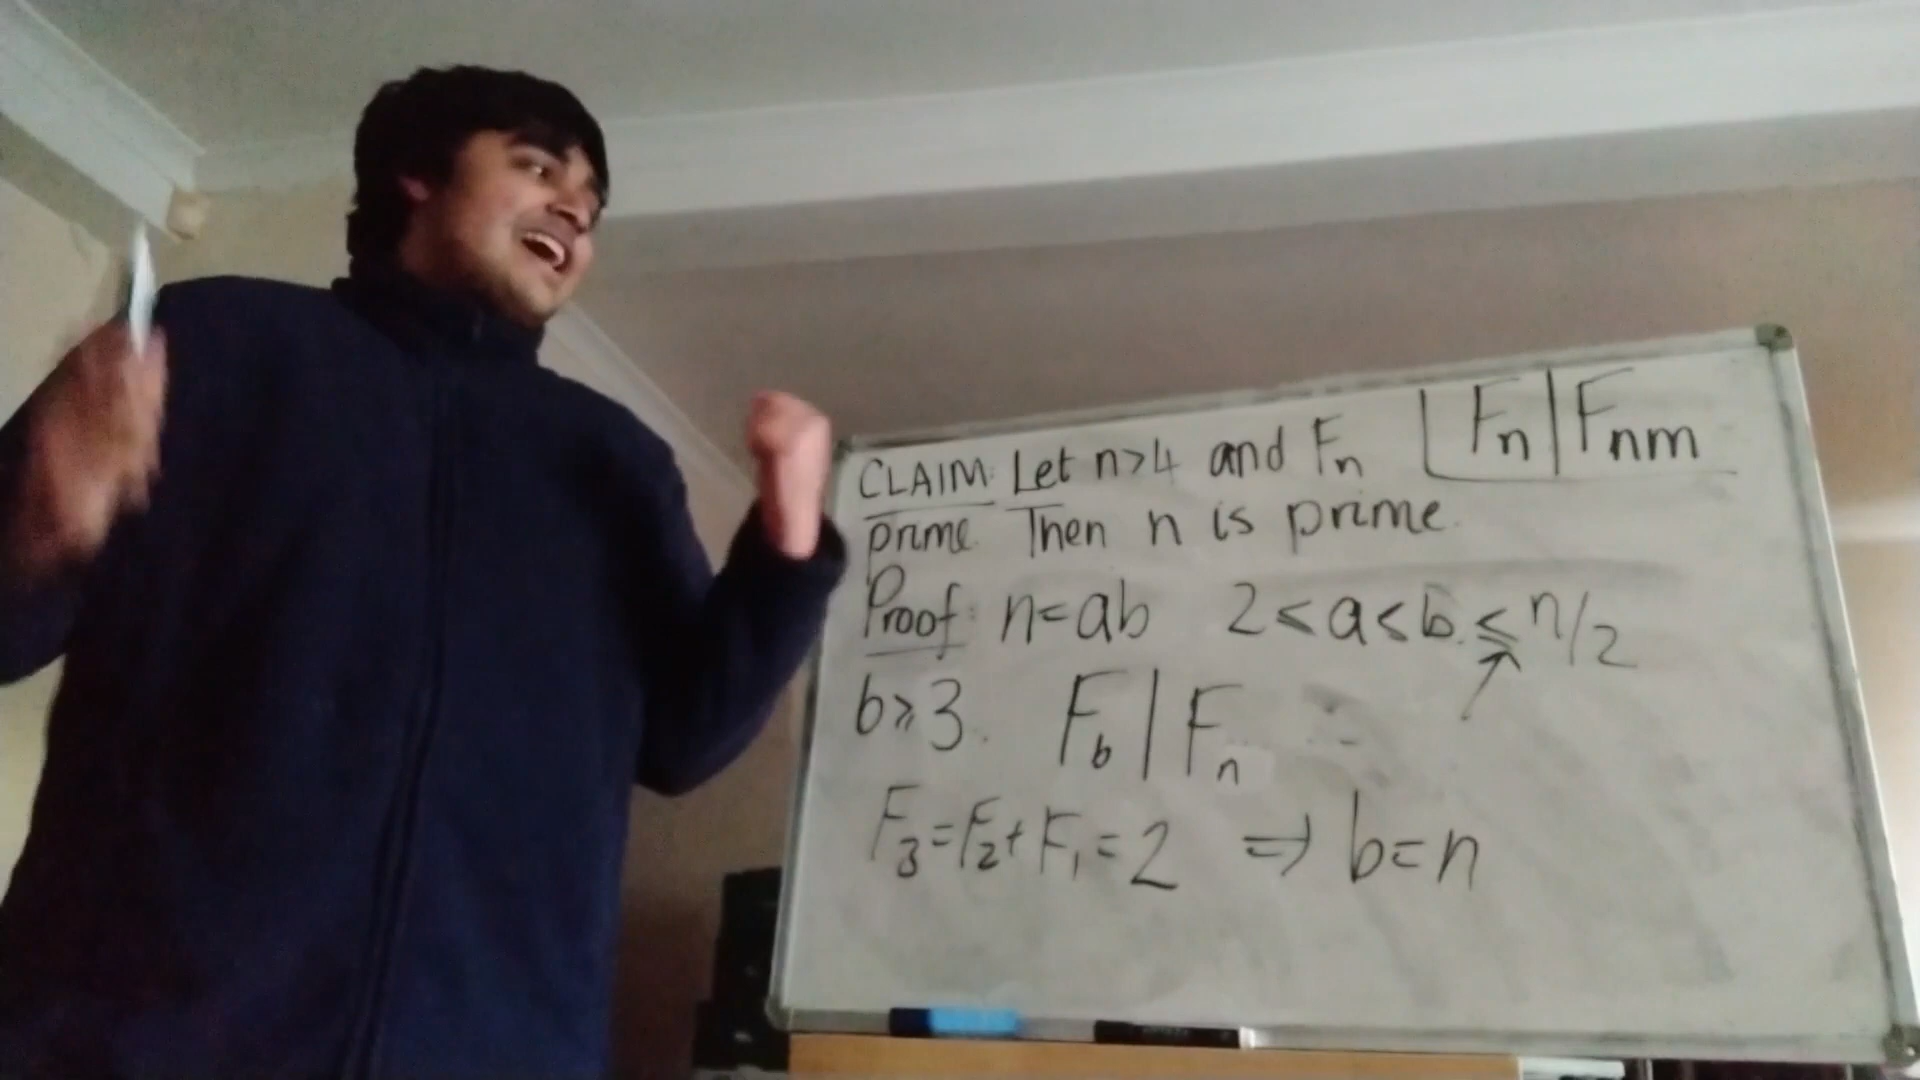 CLAIM: Let n>4 and Fn
Fn|Fnm
prime. Then n is prime.
Proof: n=ab 2≤a≤b≤n/2
b≥3. Fb|Fn
F3=F2+F1=2 ⇒ b=n